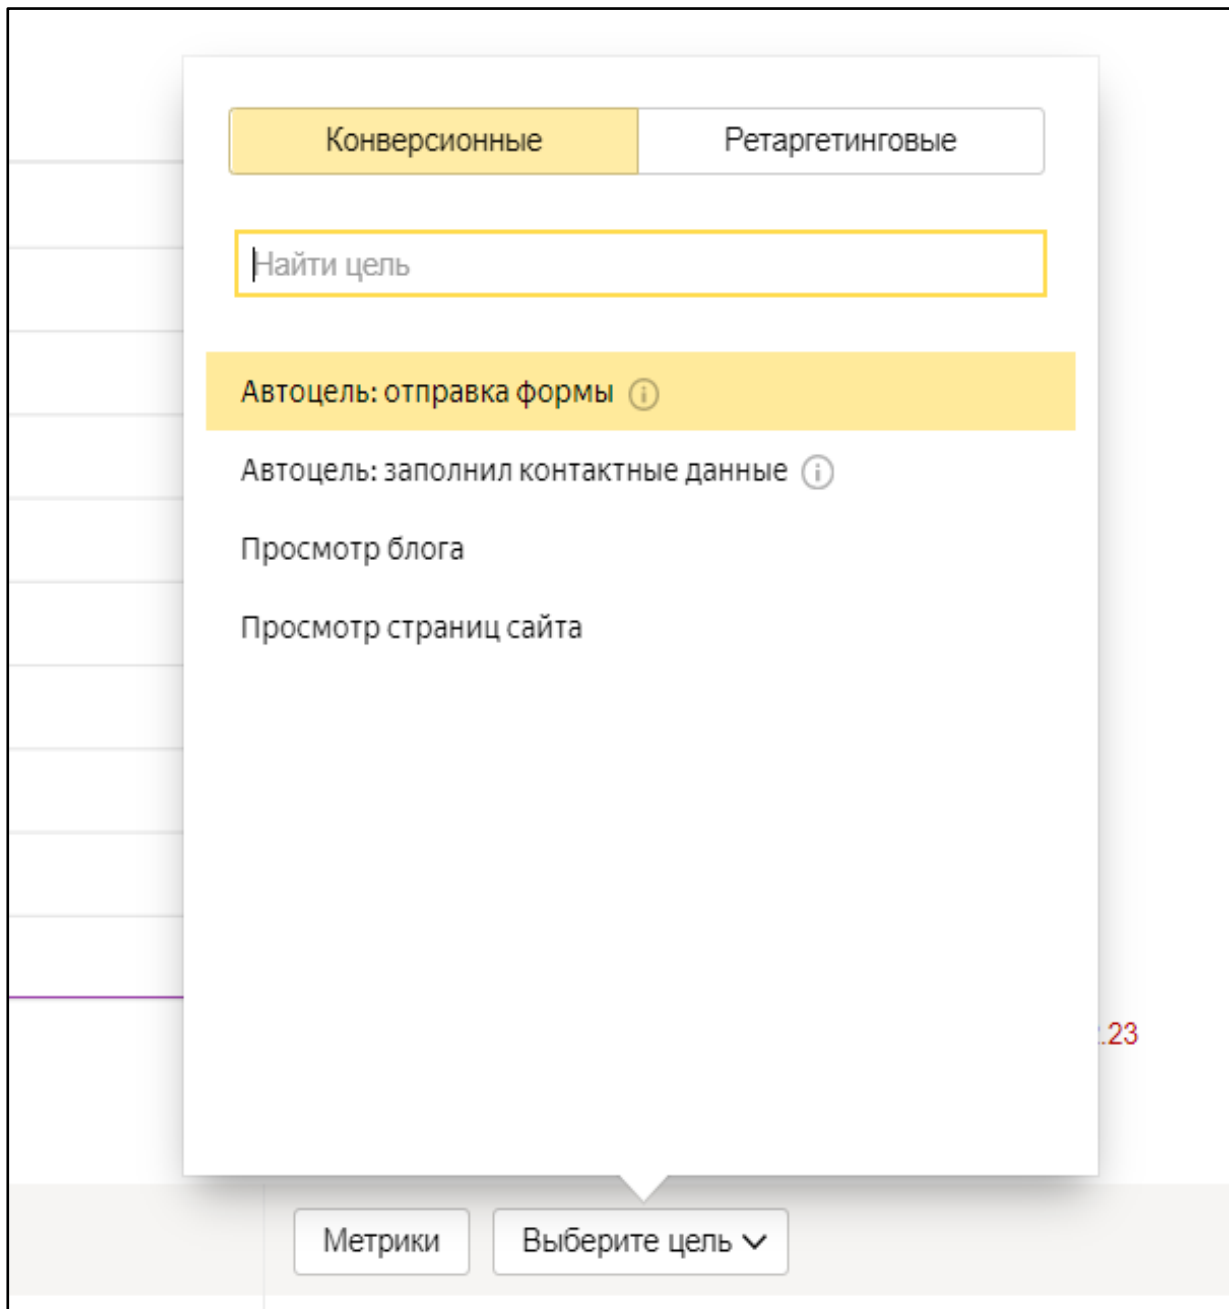 Конверсионные Ретаргетинговые
Найти цель
Автоцель: отправка формы
Автоцель: заполнил контактные данные
Просмотр блога
Просмотр страниц сайта
.23
Метрики Выберите цель